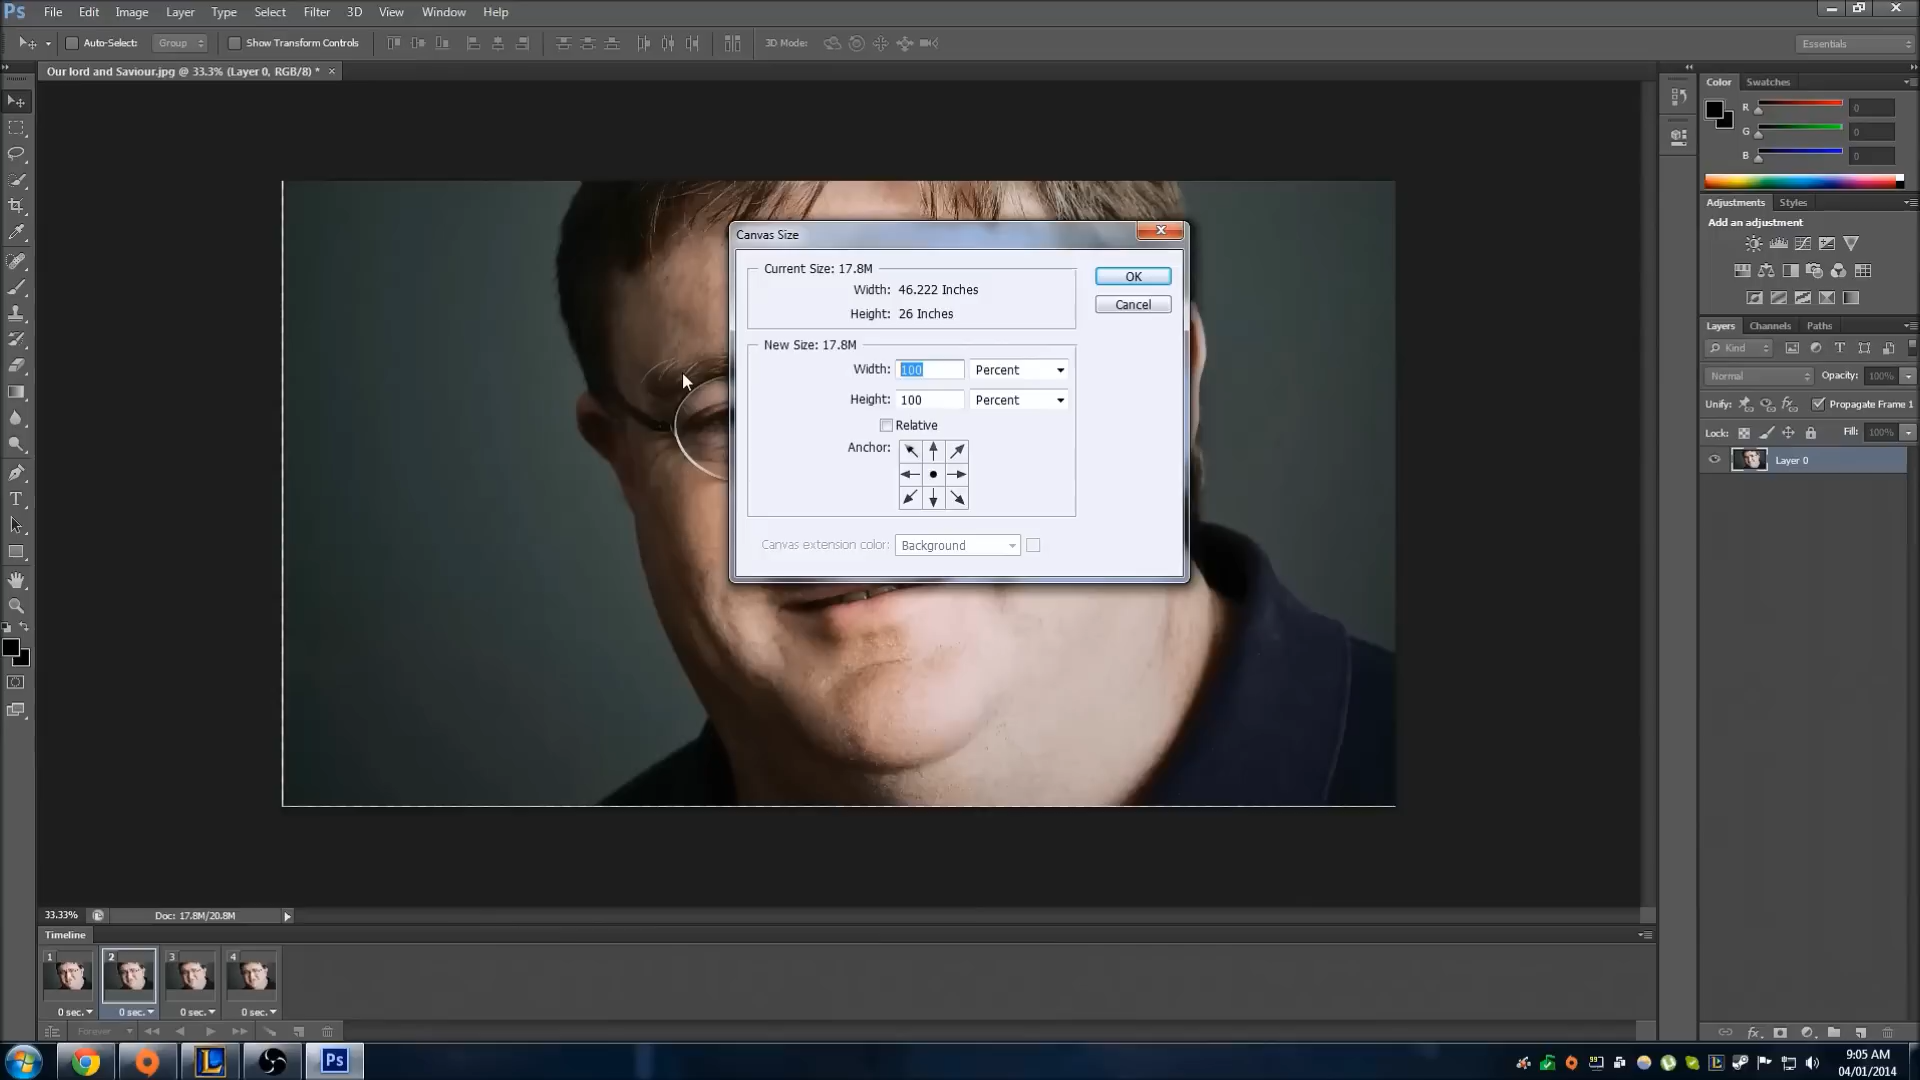 Ps File Edit Image Layer Type Select Filter 3D View Window Help
Auto-Select: Group Show Transform Controls 3D Mode: Essentials
Our lord and Saviour.jpg @ 33.3% (Layer 0, RGB/8) * ×
Color Swatches
R 0
G 0
B 0
Adjustments Styles
Add an adjustment
Layers Channels Paths
Kind
Normal Opacity: 100%
Unify: Propagate Frame 1
Lock: Fill: 100%
Layer 0
Canvas Size
Current Size: 17.8M
Width: 46.222 Inches
Height: 26 Inches
OK
Cancel
New Size: 17.8M
Width: 100 Percent
Height: 100 Percent
Relative
Anchor:
Canvas extension color: Background
33.33% Doc: 17.8M/20.8M
Timeline
1 2 3 4
0 sec. 0 sec. 0 sec. 0 sec.
Forever
Ps
9:05 AM
04/01/2014